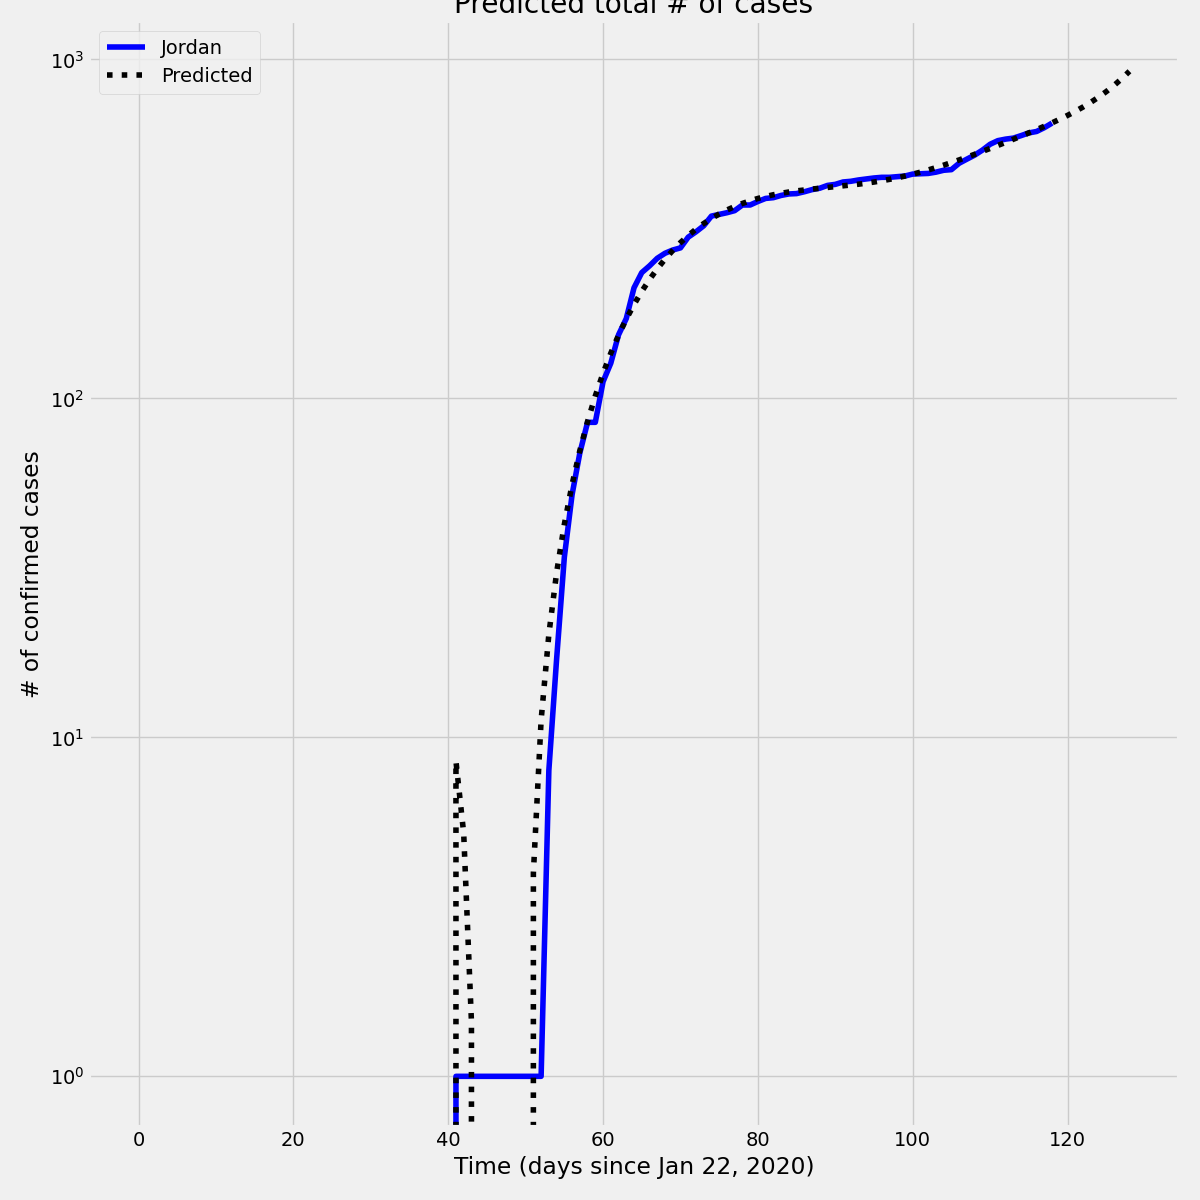 Predicted total # of cases
Jordan
Predicted
10³
10²
10¹
10⁰
# of confirmed cases
0 20 40 60 80 100 120
Time (days since Jan 22, 2020)